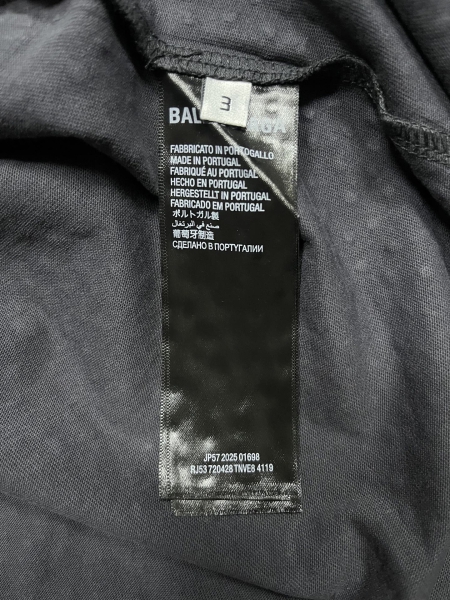 3
FABBRICATO IN PORTOGALLO
MADE IN PORTUGAL
FABRIQUÉ AU PORTUGAL
HECHO EN PORTUGAL
HERGESTELLT IN PORTUGAL
FABRICADO EM PORTUGAL
ポルトガル製
صنع في البرتغال
葡萄牙制造
СДЕЛАНО В ПОРТУГАЛИИ
JP57 2025 01698
RJ53 720428 TNVE8 4119